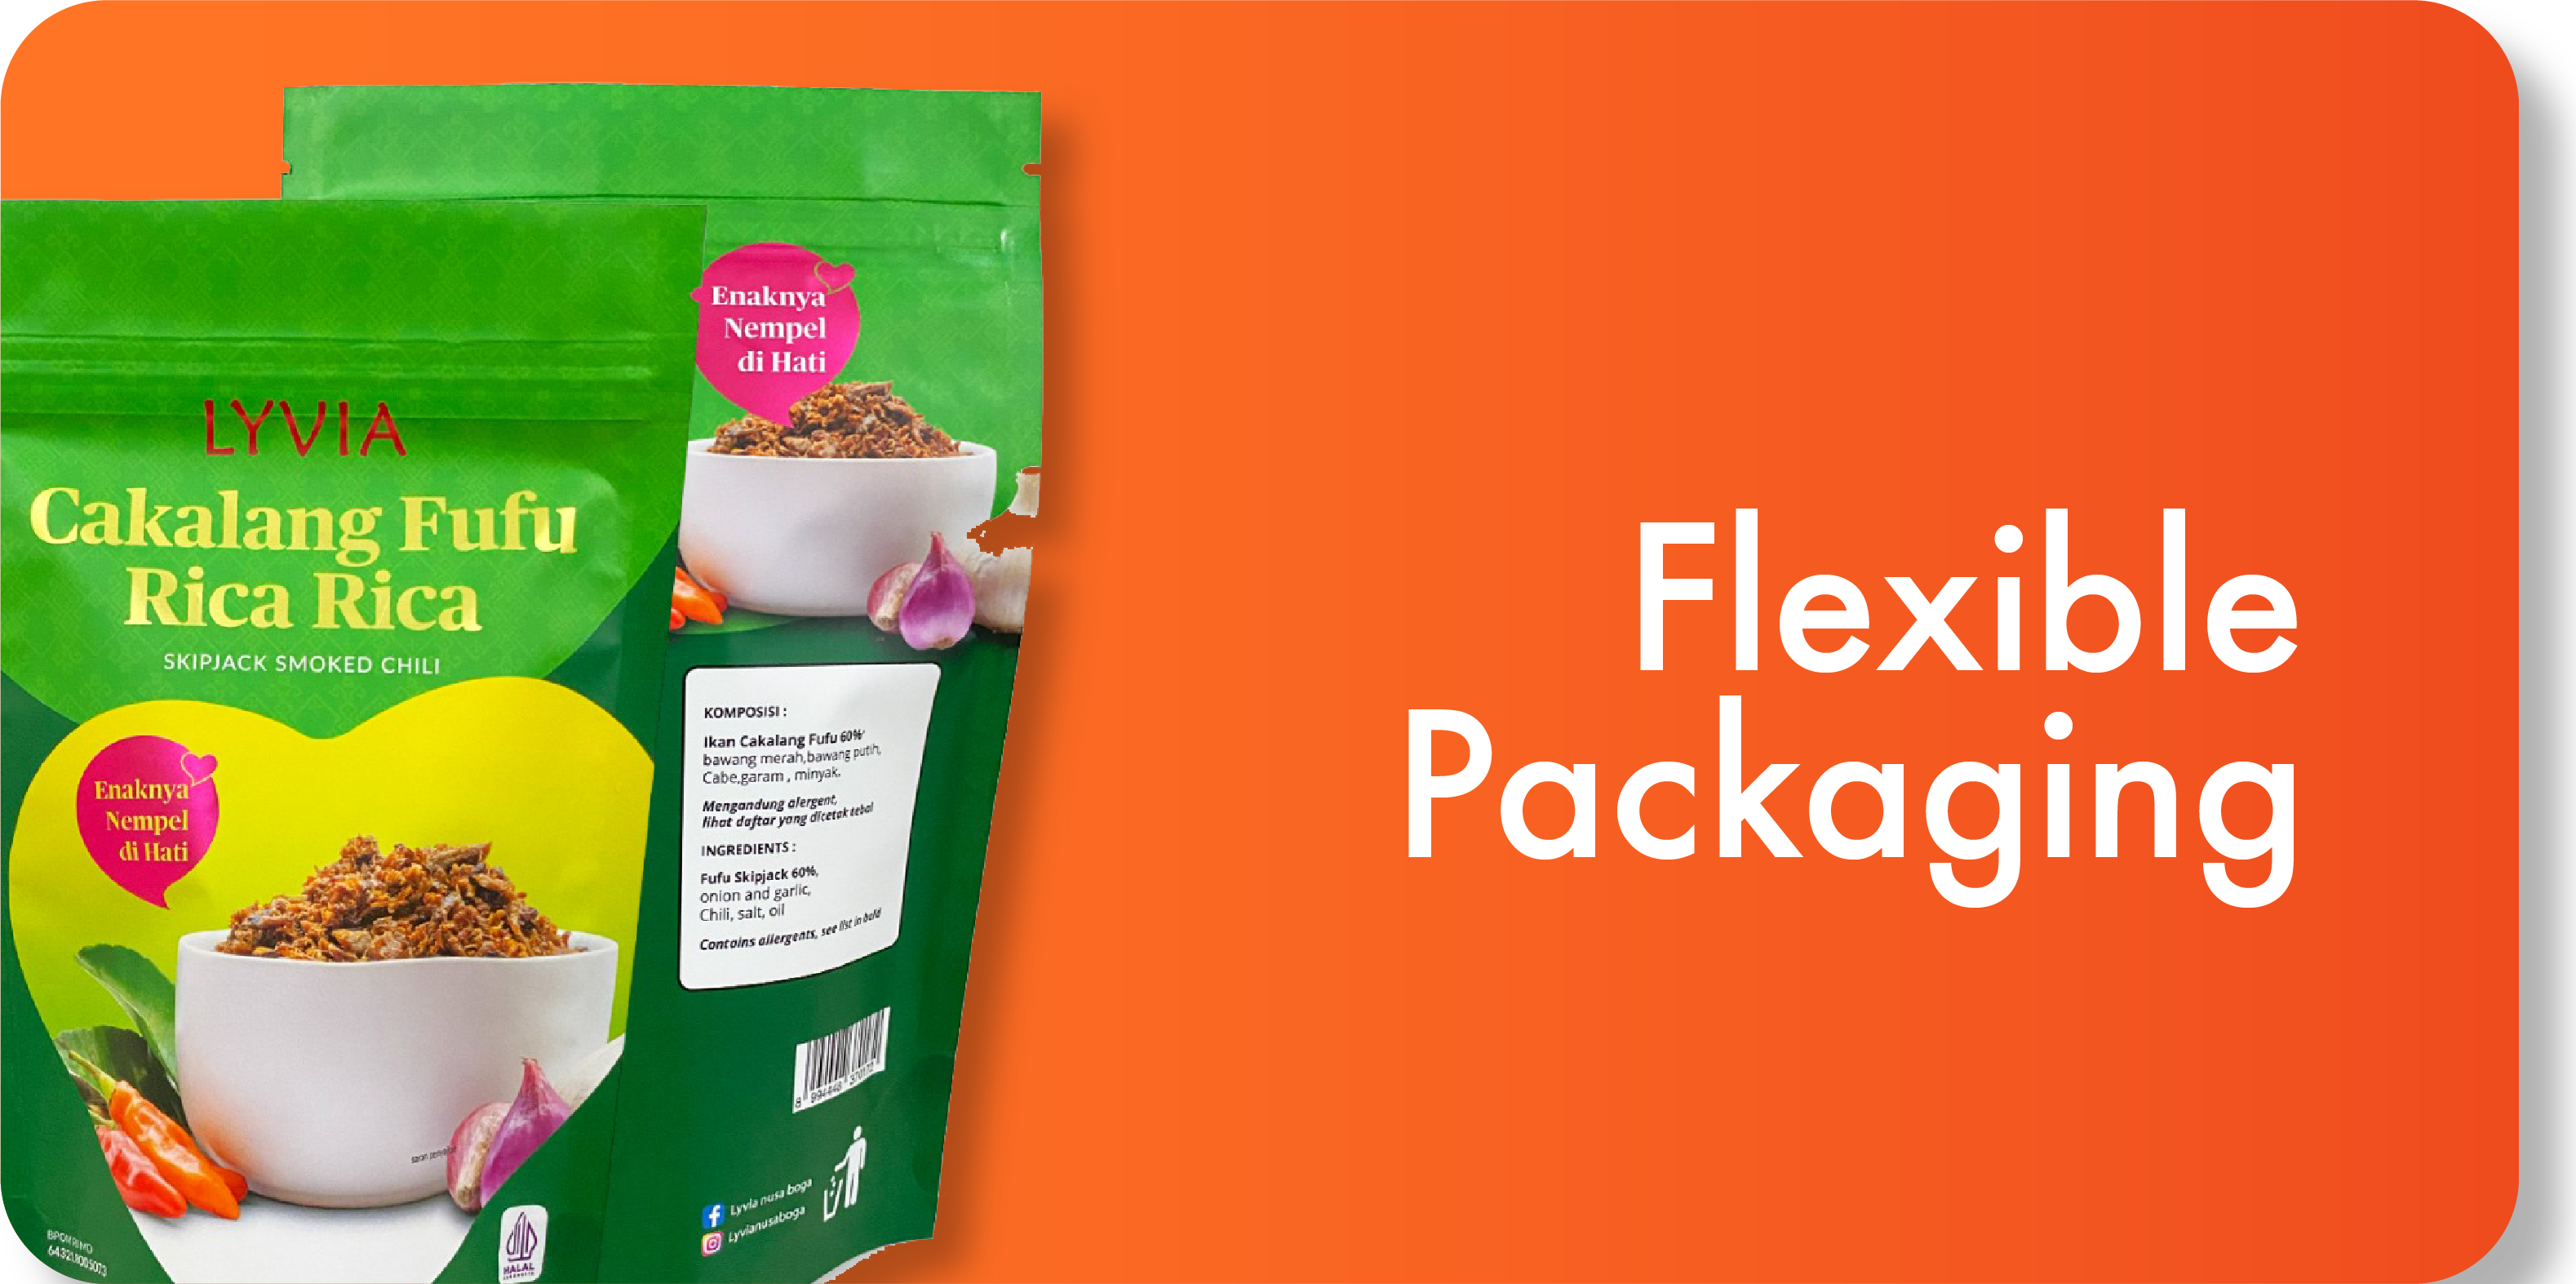 LYVIA
Cakalang Fufu
Rica Rica
SKIPJACK SMOKED CHILI
Enaknya
Nempel
di Hati
HALAL
Enaknya
Nempel
di Hati
KOMPOSISI :
Ikan Cakalang Fufu 60%
bawang merah,bawang putih,
Cabe,garam , minyak.
Mengandung alergent,
lihat daftar yang dicetak tebal
INGREDIENTS :
Fufu Skipjack 60%,
onion and garlic,
Chili, salt, oil
Contains allergents, see list in bold
Lyvia nusa boga
Lyvianusaboga
Flexible
Packaging